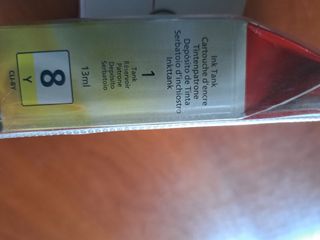 Ink Tank
Cartouche d'encre
Tintenpatrone
Depósito de Tinta
Serbatoio d'inchiostro
Inkttank
1
Tank
Réservoir
Patrone
Depósito
Serbatoio
13ml
8
Y
CLI-8Y